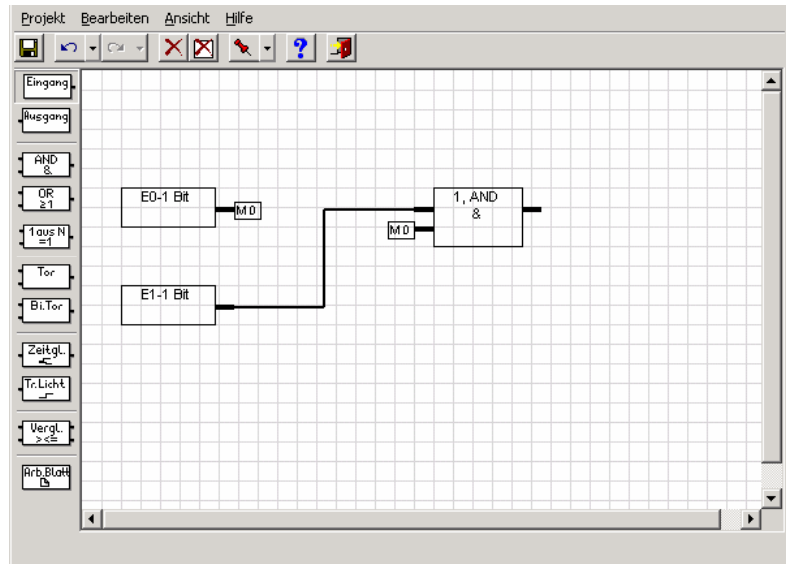 Projekt Bearbeiten Ansicht Hilfe
?
Eingang
Ausgang
AND
&
OR
≥1
1 aus N
=1
Tor
Bi.Tor
Zeitgl.
Tr.Licht
Vergl.
><=
Arb.Blatt
E0-1 Bit
M 0
1, AND
&
M 0
E1-1 Bit